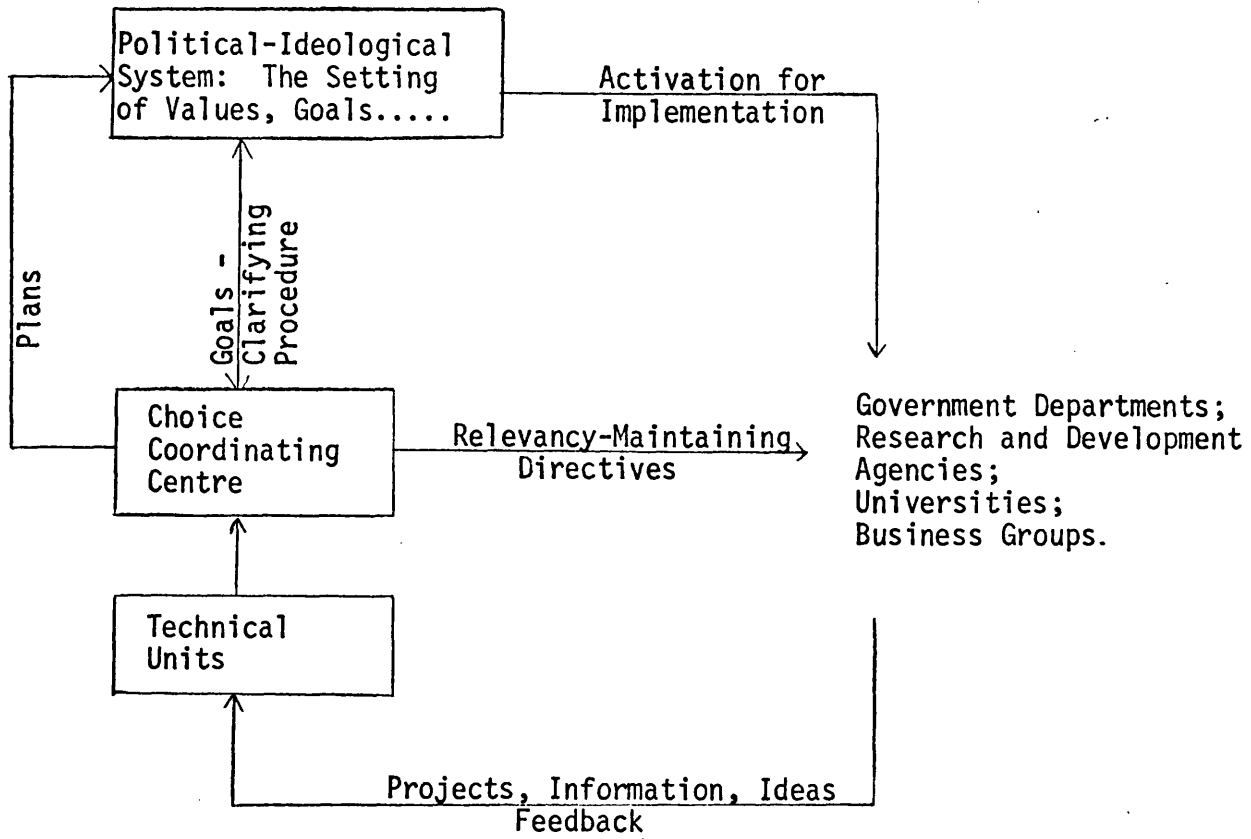 Political-Ideological
System: The Setting
of Values, Goals.....
Activation for
Implementation
Plans
Goals -
Clarifying
Procedure
Choice
Coordinating
Centre
Relevancy-Maintaining
Directives
Government Departments;
Research and Development
Agencies;
Universities;
Business Groups.
Technical
Units
Projects, Information, Ideas
Feedback